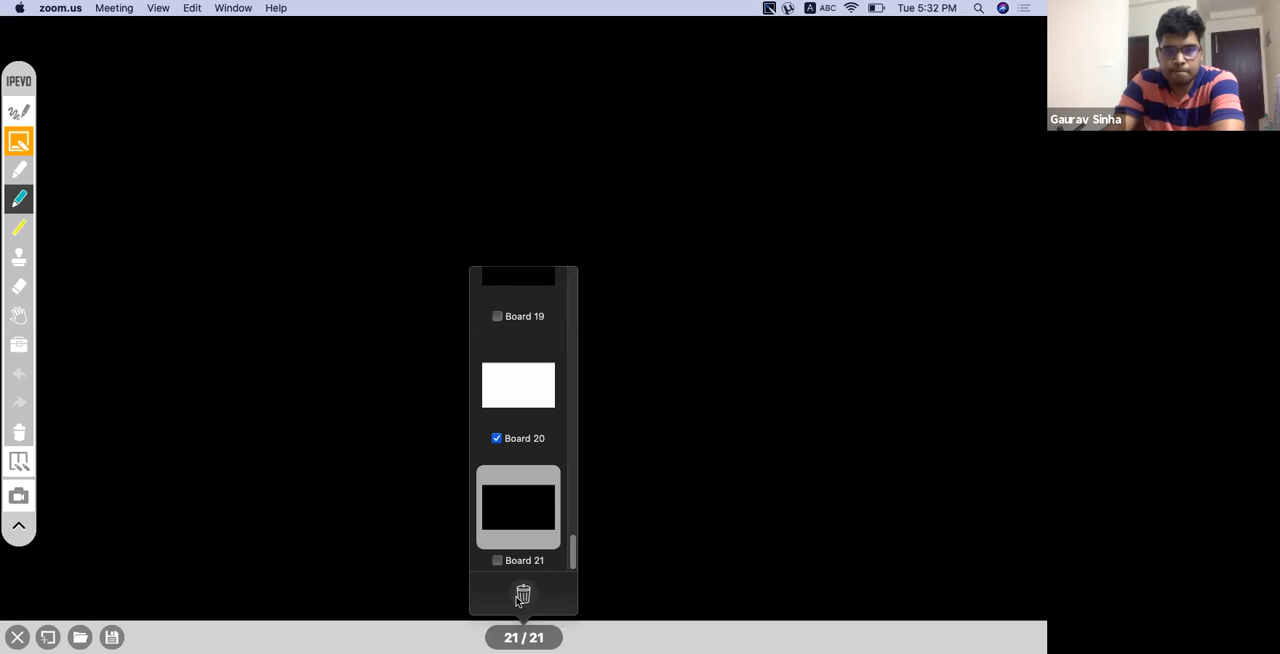 zoom.us Meeting View Edit Window Help A ABC Tue 5:32 PM
IPEVO
Gaurav Sinha
Board 19
Board 20
Board 21
21 / 21